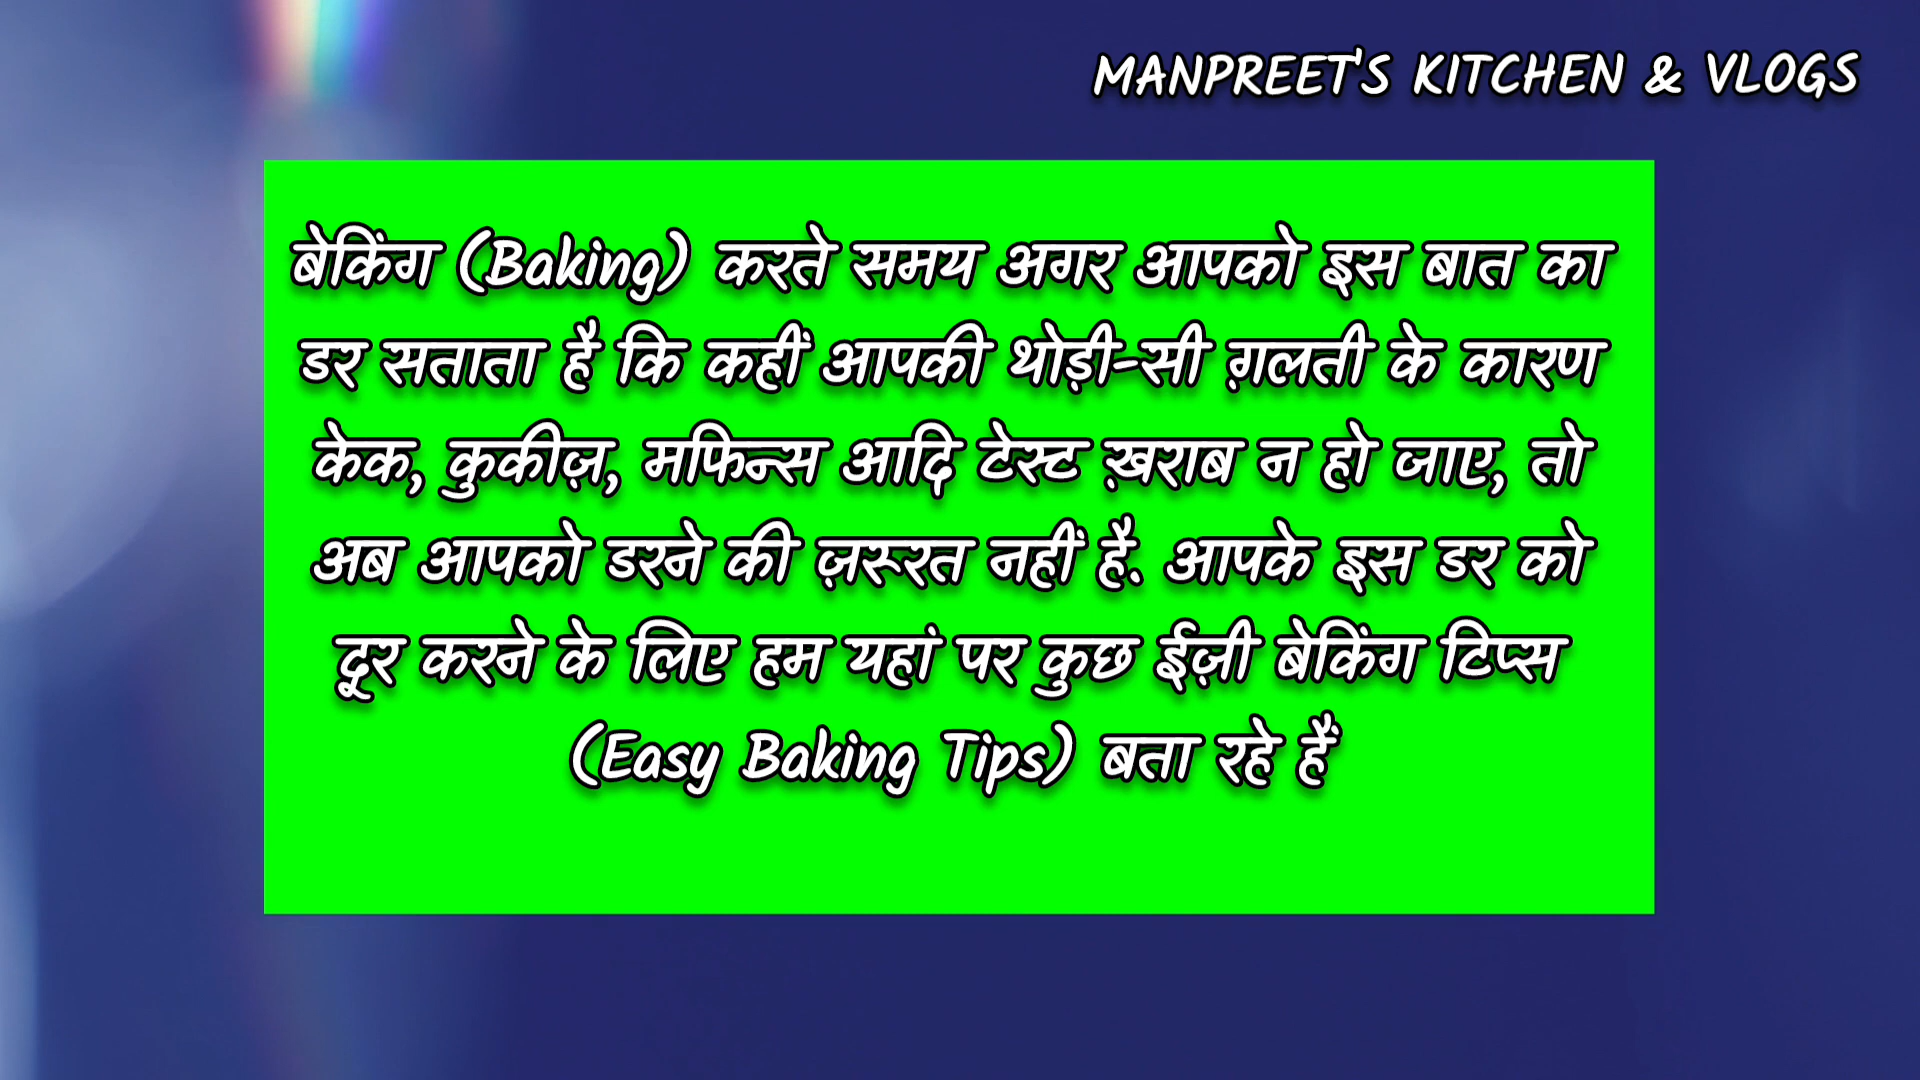 MANPREET'S KITCHEN & VLOGS
बेकिंग (Baking) करते समय अगर आपको इस बात का
डर सताता है कि कहीं आपकी थोड़ी-सी ग़लती के कारण
केक, कुकीज़, मफिन्स आदि टेस्ट ख़राब न हो जाए, तो
अब आपको डरने की ज़रूरत नहीं है. आपके इस डर को
दूर करने के लिए हम यहां पर कुछ ईज़ी बेकिंग टिप्स
(Easy Baking Tips) बता रहे हैं